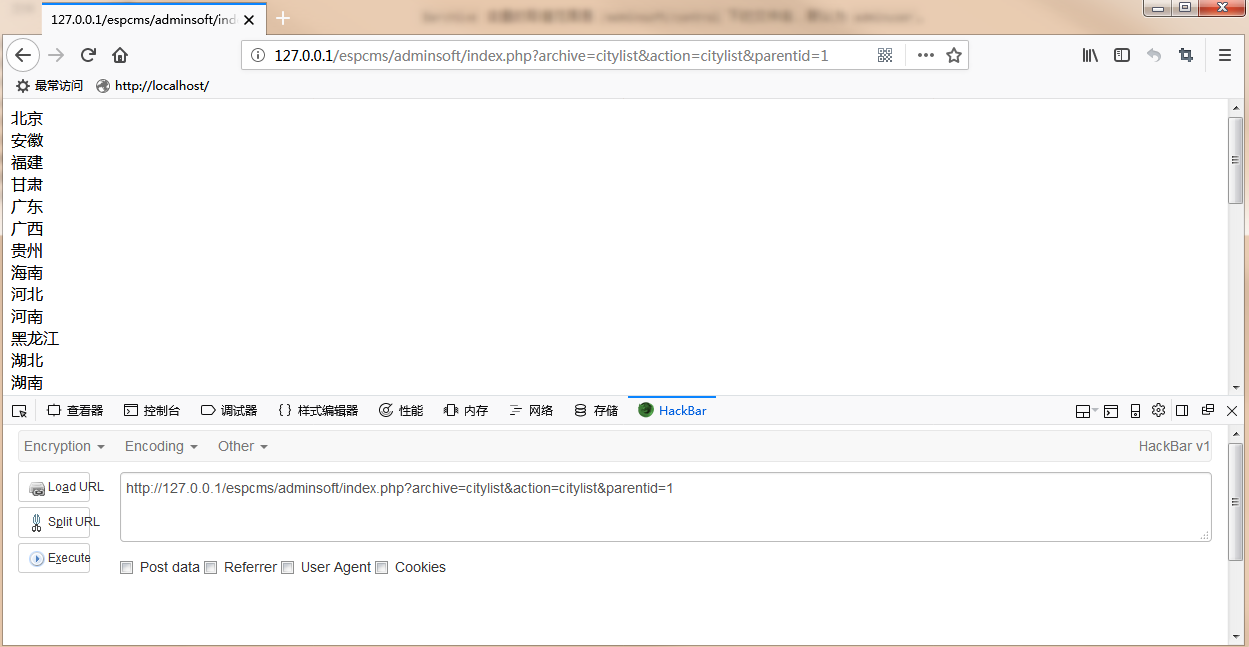 127.0.0.1/espcms/adminsoft/ind
127.0.0.1/espcms/adminsoft/index.php?archive=citylist&action=citylist&parentid=1
最常访问 http://localhost/
北京
安徽
福建
甘肃
广东
广西
贵州
海南
河北
河南
黑龙江
湖北
湖南
查看器 控制台 调试器 {} 样式编辑器 性能 内存 网络 存储 HackBar
Encryption Encoding Other HackBar v1
Load URL
http://127.0.0.1/espcms/adminsoft/index.php?archive=citylist&action=citylist&parentid=1
Split URL
Execute
Post data Referrer User Agent Cookies